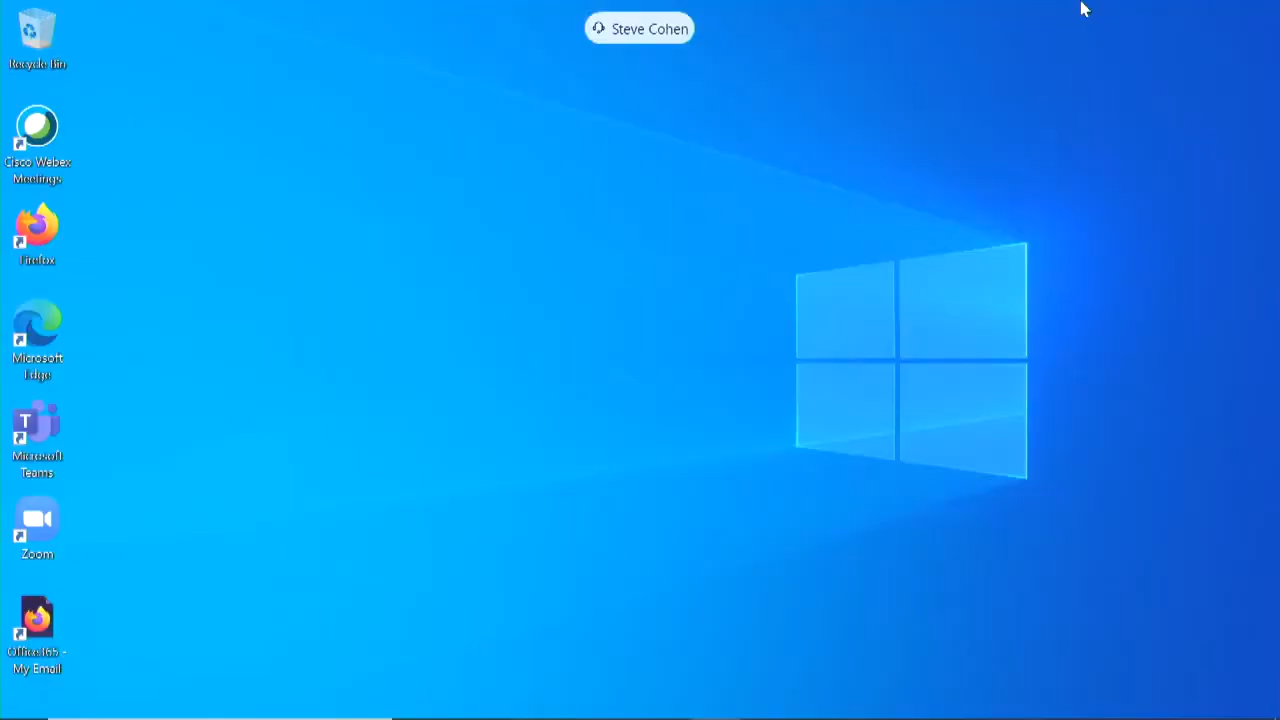 Steve Cohen
Recycle Bin
Cisco Webex
Meetings
Firefox
Microsoft
Edge
T
Microsoft
Teams
Zoom
Office365 -
My Email